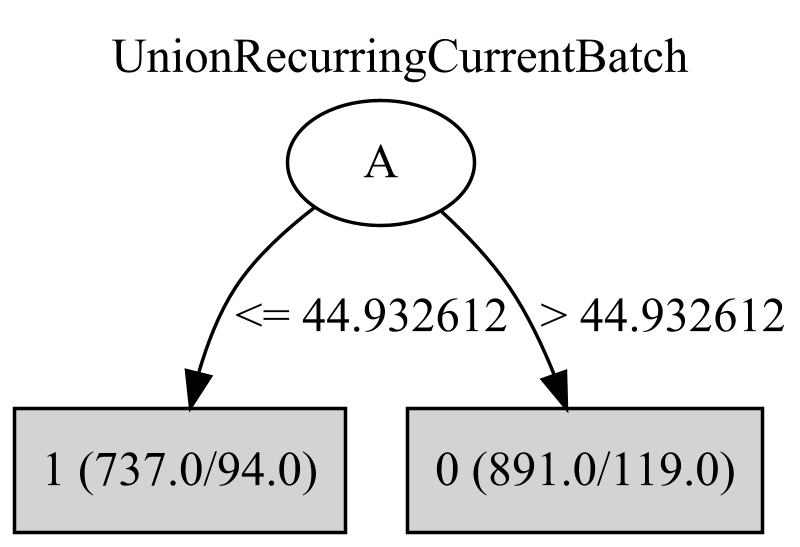 UnionRecurringCurrentBatch
A
<= 44.932612
> 44.932612
1 (737.0/94.0)
0 (891.0/119.0)